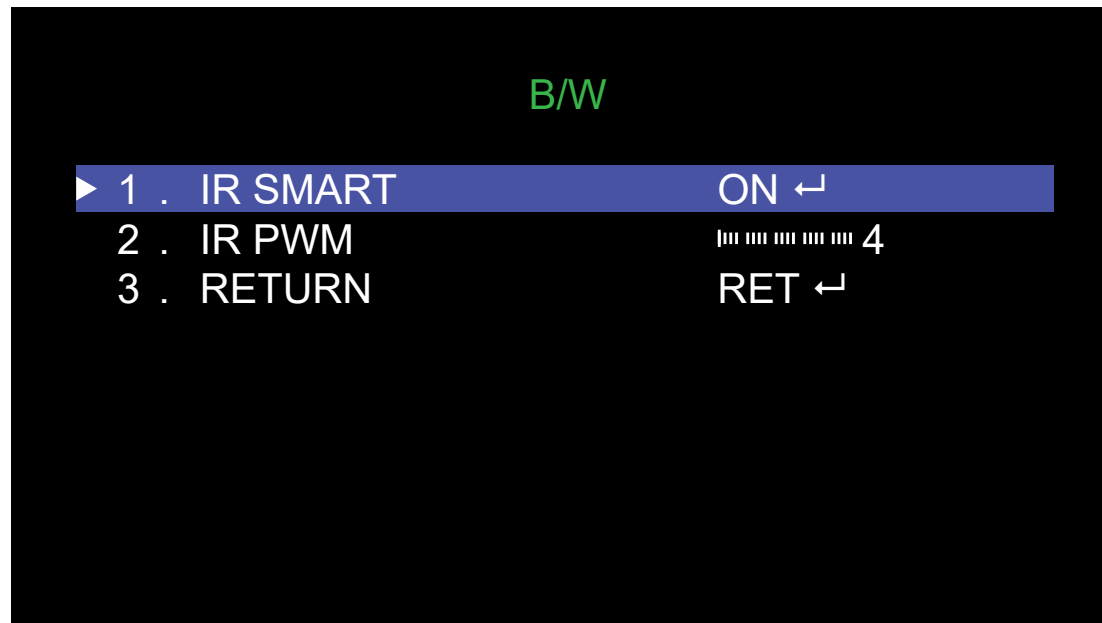 B/W
1 . IR SMART ON ↵
2 . IR PWM 4
3 . RETURN RET ↵